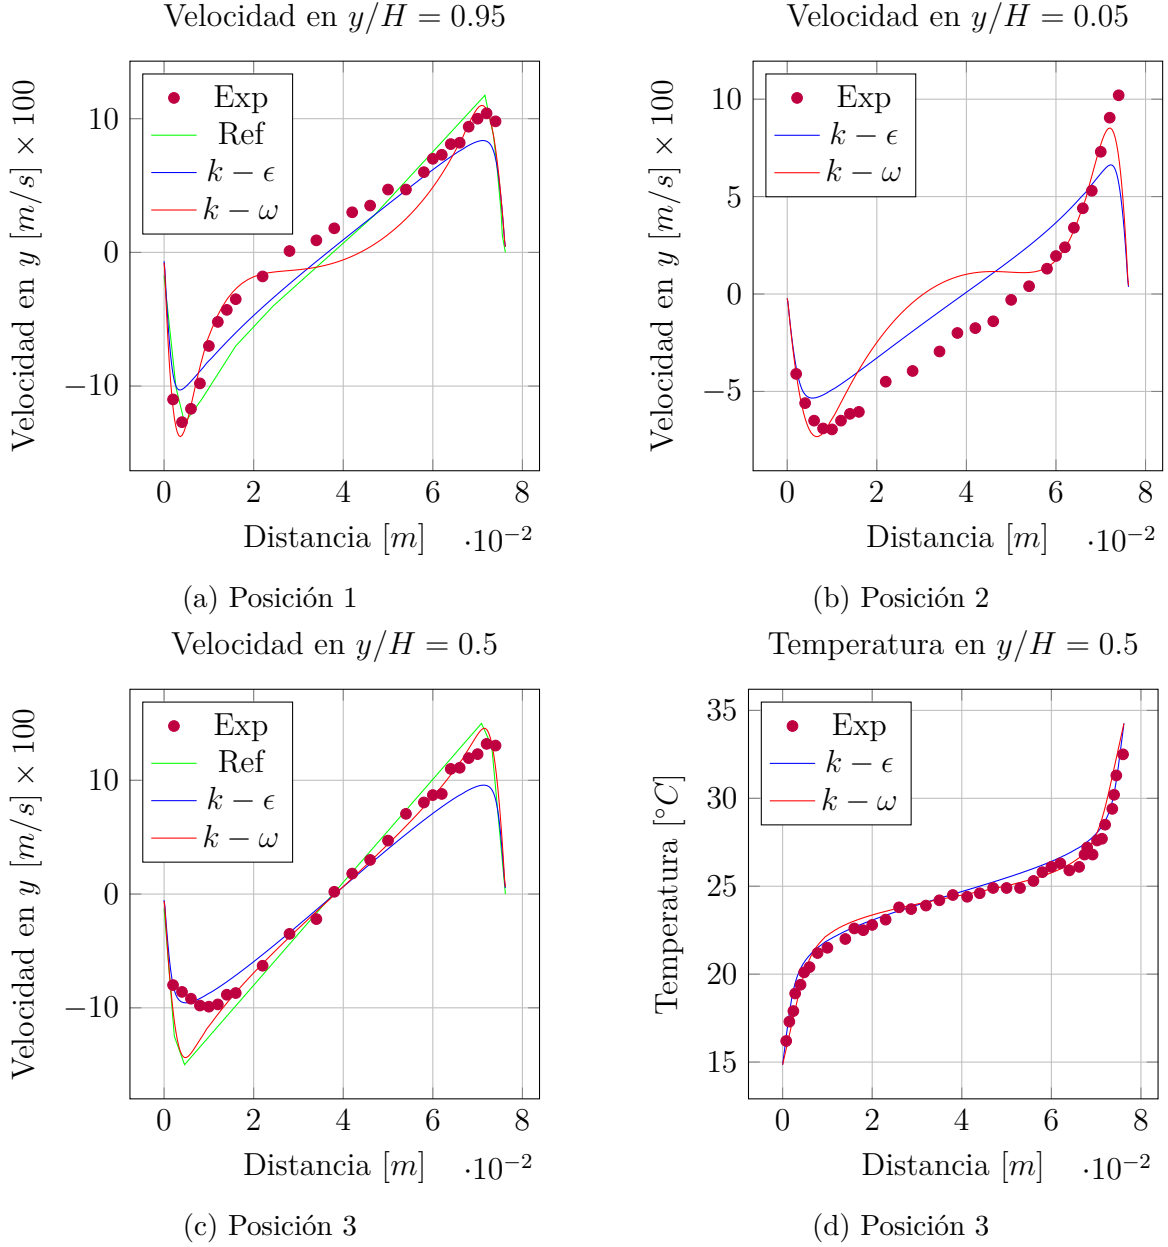 Velocidad en y/H = 0.95
Velocidad en y [m/s] × 100
Exp
Ref
k − ϵ
k − ω
10
0
−10
0
2
4
6
8
Distancia [m]
·10−2
(a) Posición 1
Velocidad en y/H = 0.05
Velocidad en y [m/s] × 100
Exp
k − ϵ
k − ω
10
5
0
−5
0
2
4
6
8
Distancia [m]
·10−2
(b) Posición 2
Velocidad en y/H = 0.5
Velocidad en y [m/s] × 100
Exp
Ref
k − ϵ
k − ω
10
0
−10
0
2
4
6
8
Distancia [m]
·10−2
(c) Posición 3
Temperatura en y/H = 0.5
Temperatura [°C]
Exp
k − ϵ
k − ω
35
30
25
20
15
0
2
4
6
8
Distancia [m]
·10−2
(d) Posición 3